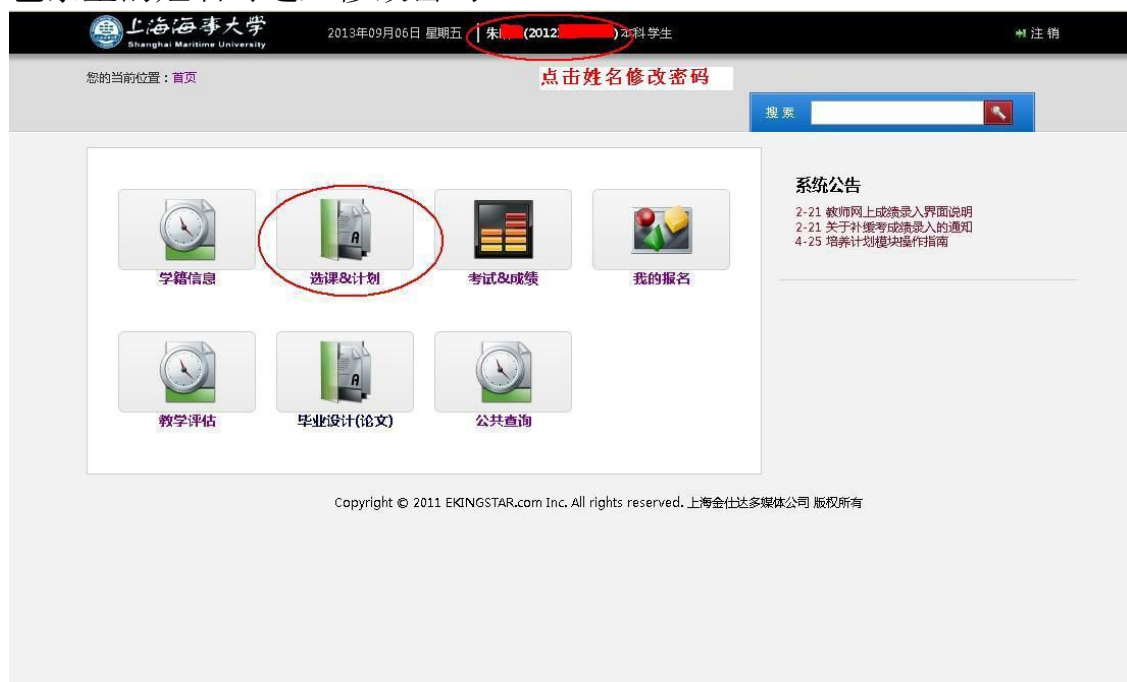 上海海事大学
Shanghai Maritime University
2013年09月06日 星期五
朱
(2012
)本科学生
注销
您的当前位置：首页
点击姓名修改密码
搜索
学籍信息
选课&计划
考试&成绩
我的报名
系统公告
2-21 教师网上成绩录入界面说明
2-21 关于补缓考成绩录入的通知
4-25 培养计划模块操作指南
教学评估
毕业设计(论文)
公共查询
Copyright © 2011 EKINGSTAR.com Inc. All rights reserved. 上海金仕达多媒体公司 版权所有